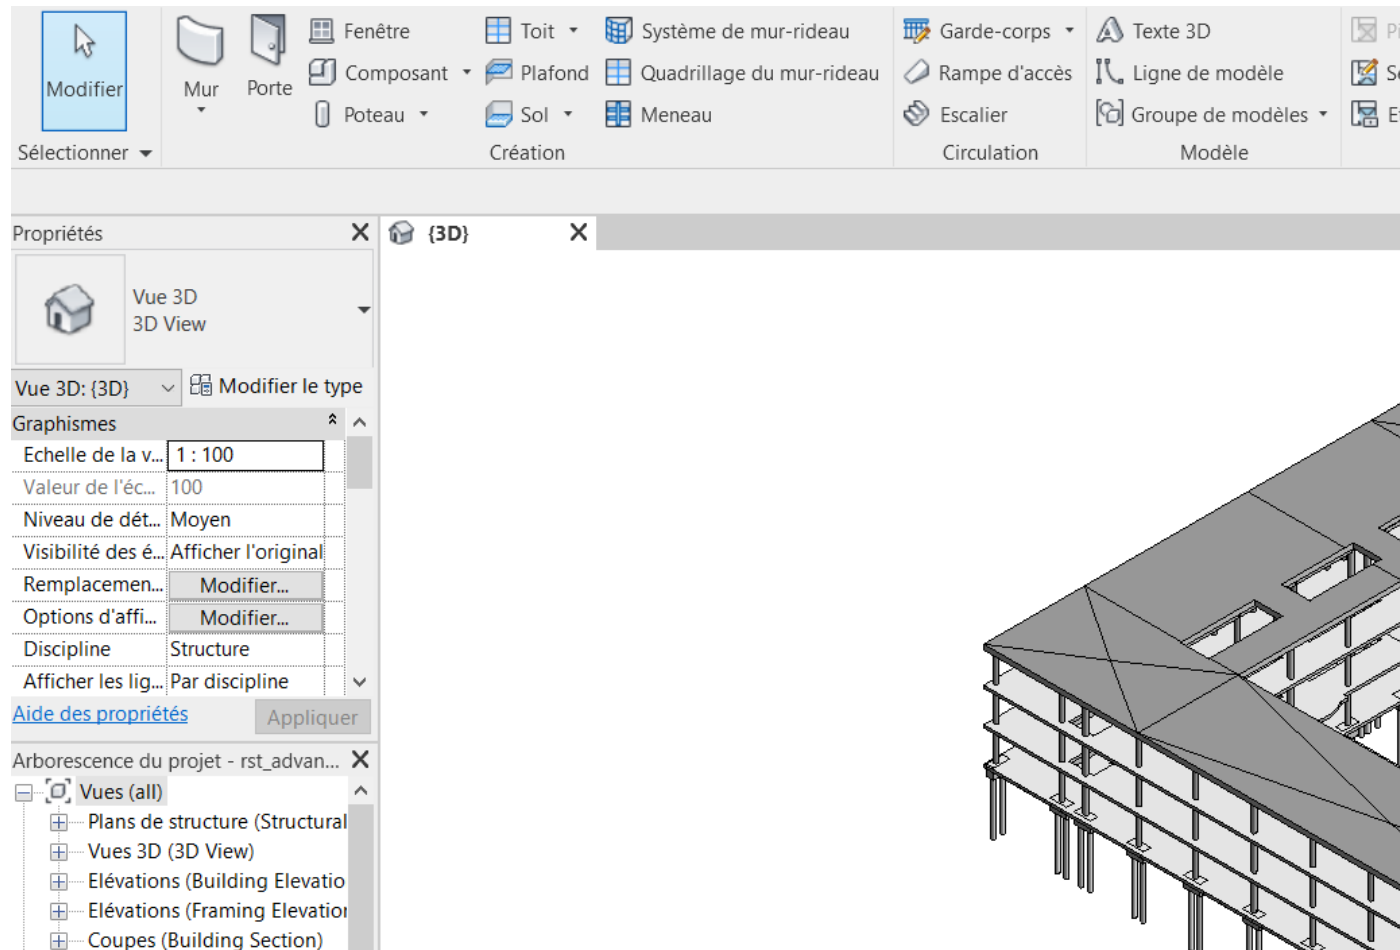 Modifier
Mur
Porte
Fenêtre
Composant
Poteau
Toit
Plafond
Sol
Système de mur-rideau
Quadrillage du mur-rideau
Meneau
Garde-corps
Rampe d'accès
Escalier
Texte 3D
Ligne de modèle
Groupe de modèles
Sélectionner
Création
Circulation
Modèle
Propriétés
{3D}
Vue 3D
3D View
Vue 3D: {3D}
Modifier le type
Graphismes
Echelle de la v... 1 : 100
Valeur de l'éc... 100
Niveau de dét... Moyen
Visibilité des é... Afficher l'original
Remplacemen... Modifier...
Options d'affi... Modifier...
Discipline Structure
Afficher les lig... Par discipline
Aide des propriétés
Appliquer
Arborescence du projet - rst_advan...
Vues (all)
Plans de structure (Structural
Vues 3D (3D View)
Elévations (Building Elevatio
Elévations (Framing Elevation
Coupes (Building Section)